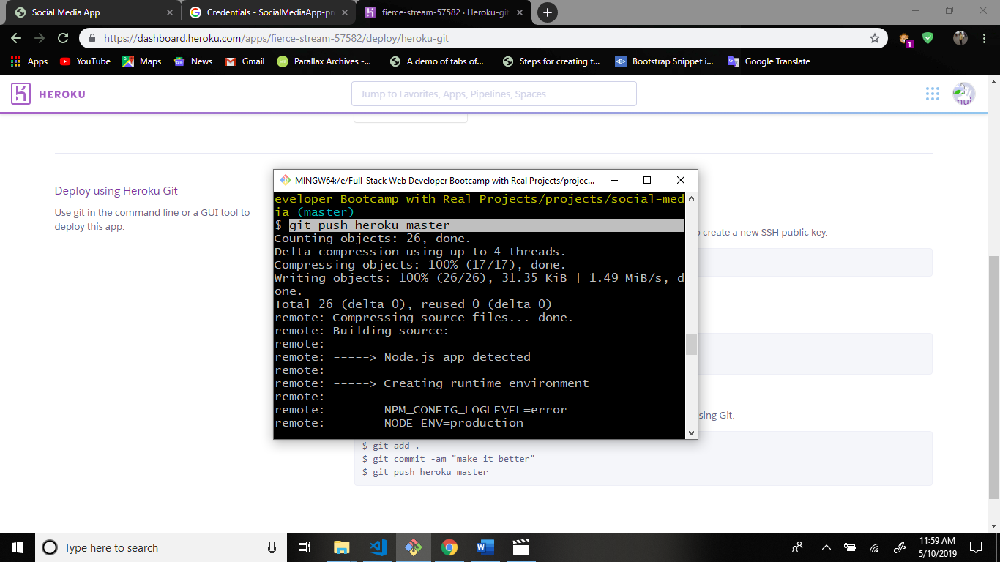 Social Media App
Credentials - SocialMediaApp-pr
fierce-stream-57582 · Heroku-git
https://dashboard.heroku.com/apps/fierce-stream-57582/deploy/heroku-git
1
Apps
YouTube
Maps
News
Gmail
Parallax Archives -...
A demo of tabs of...
Steps for creating t...
Bootstrap Snippet i...
Google Translate
HEROKU
Jump to Favorites, Apps, Pipelines, Spaces...
Deploy using Heroku Git
Use git in the command line or a GUI tool to
deploy this app.
MINGW64:/e/Full-Stack Web Developer Bootcamp with Real Projects/projec...
eveloper Bootcamp with Real Projects/projects/social-med
ia (master)
$ git push heroku master
Counting objects: 26, done.
Delta compression using up to 4 threads.
Compressing objects: 100% (17/17), done.
Writing objects: 100% (26/26), 31.35 KiB | 1.49 MiB/s, d
one.
Total 26 (delta 0), reused 0 (delta 0)
remote: Compressing source files... done.
remote: Building source:
remote:
remote: -----> Node.js app detected
remote:
remote: -----> Creating runtime environment
remote:
remote:        NPM_CONFIG_LOGLEVEL=error
remote:        NODE_ENV=production
create a new SSH public key.
using Git.
$ git add .
$ git commit -am "make it better"
$ git push heroku master
Type here to search
11:59 AM
5/10/2019